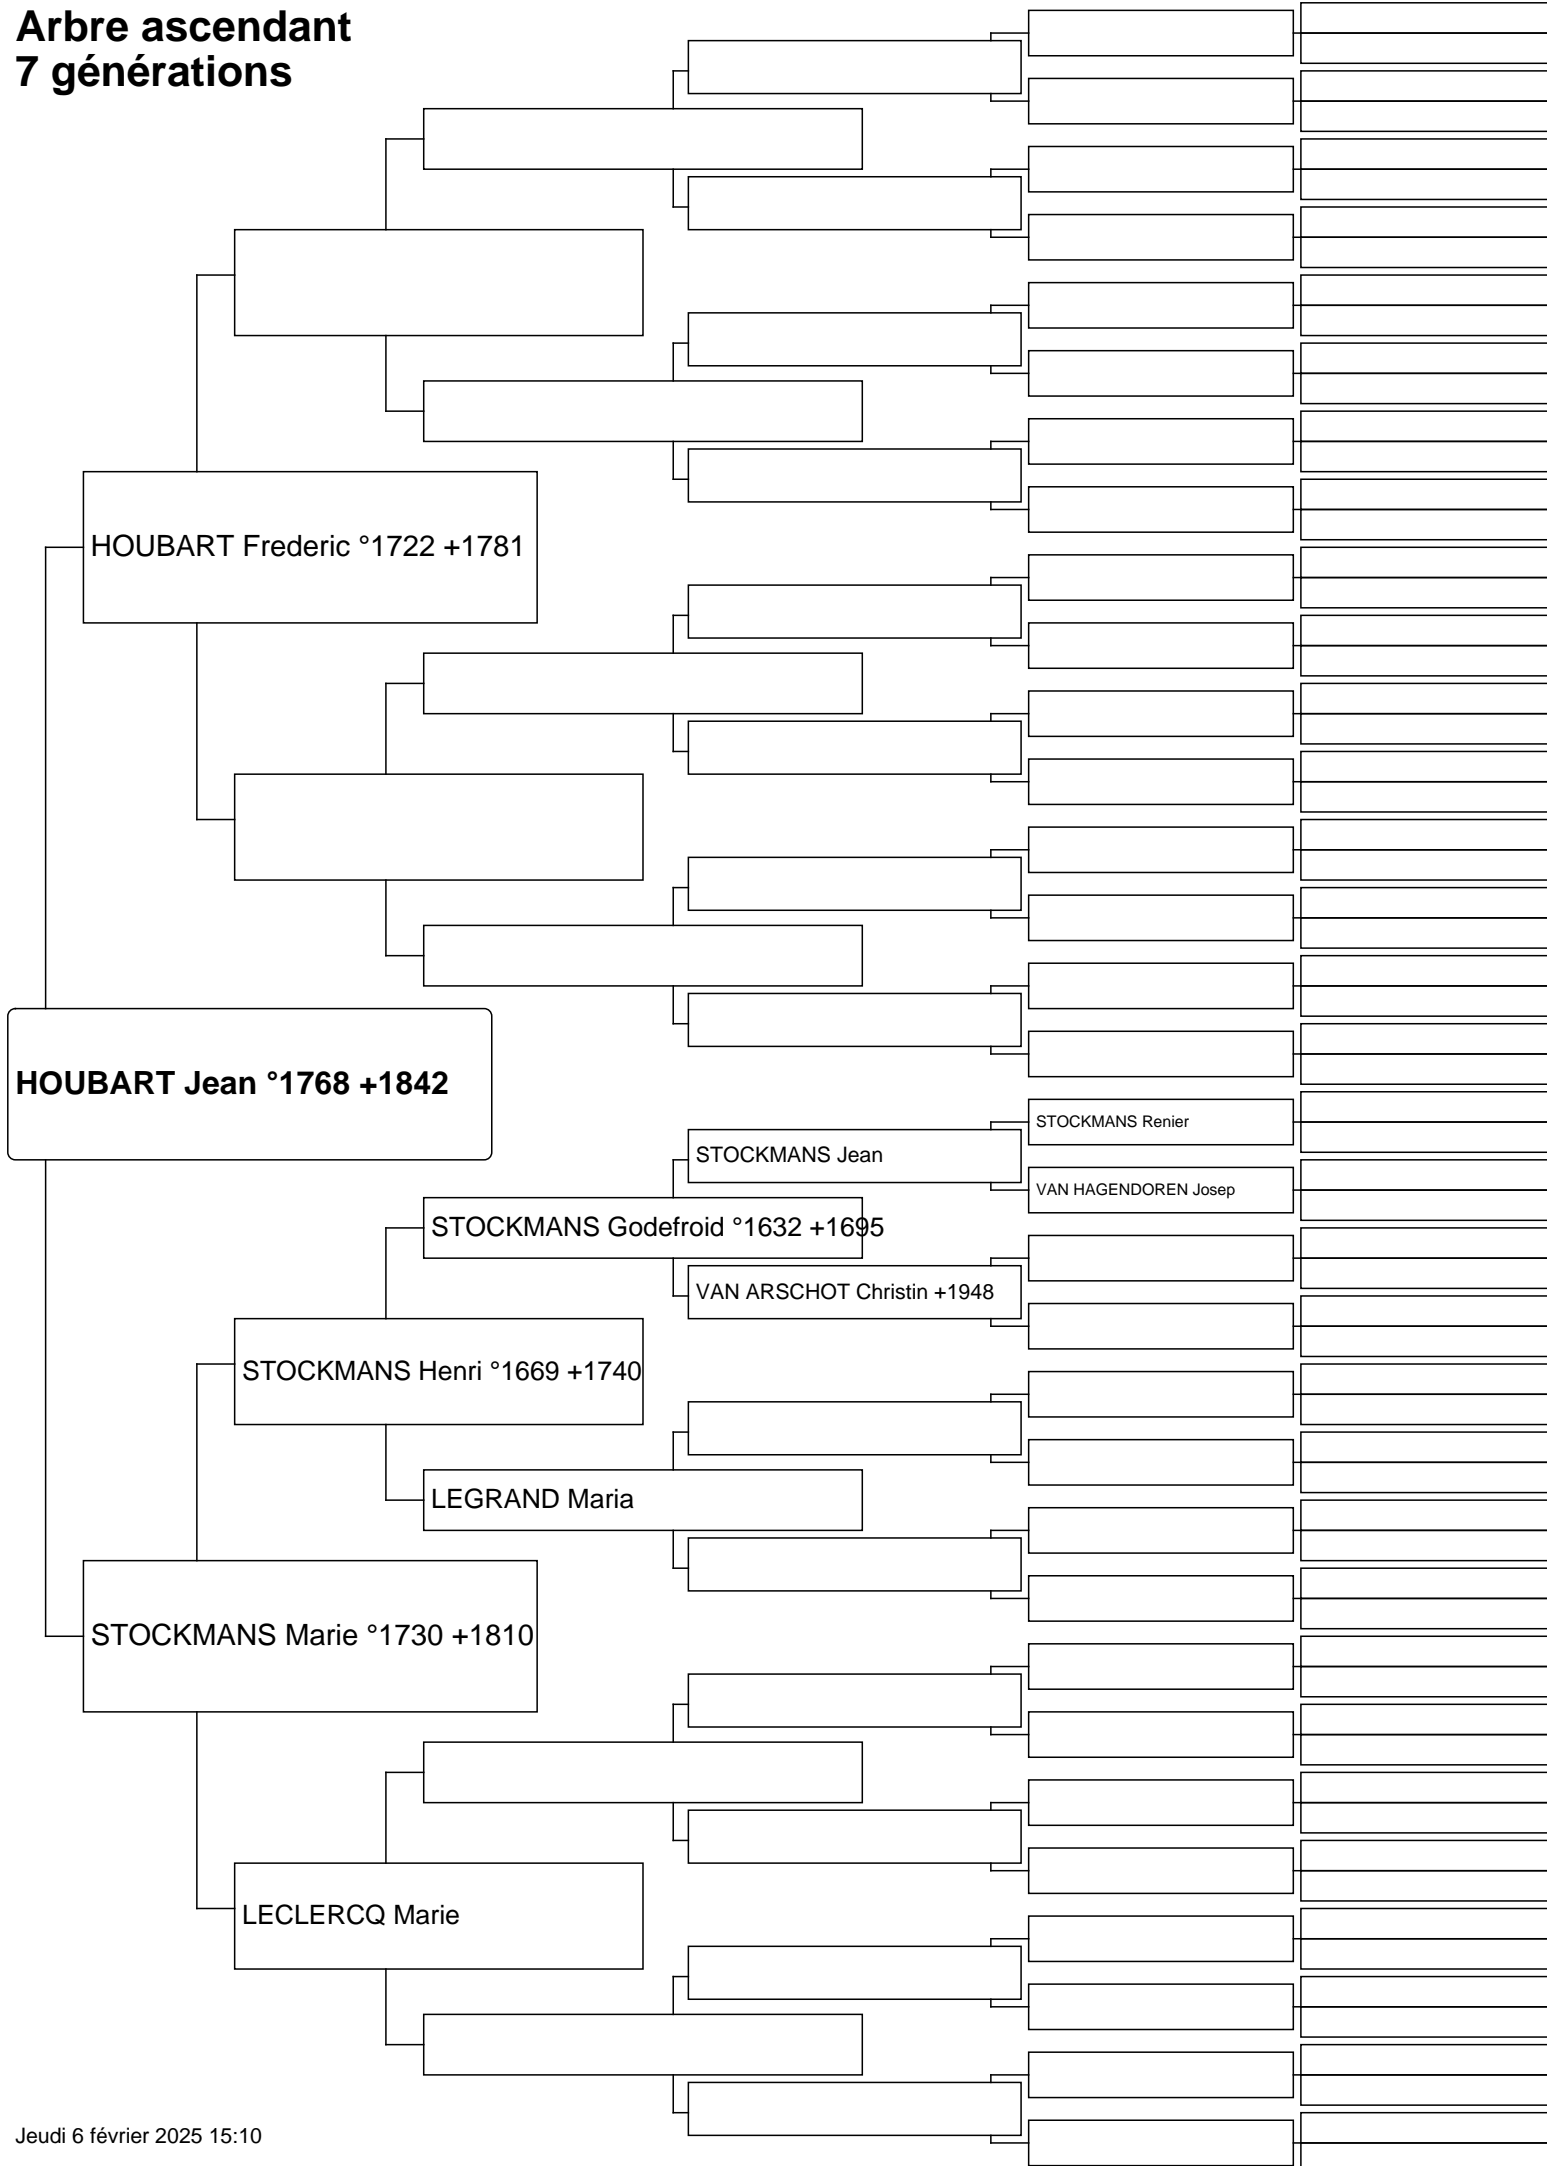 Arbre ascendant
7 générations
HOUBART Frederic °1722 +1781
HOUBART Jean °1768 +1842
STOCKMANS Renier
STOCKMANS Jean
VAN HAGENDOREN Josep
STOCKMANS Godefroid °1632 +1695
VAN ARSCHOT Christin +1948
STOCKMANS Henri °1669 +1740
LEGRAND Maria
STOCKMANS Marie °1730 +1810
LECLERCQ Marie
Jeudi 6 février 2025 15:10